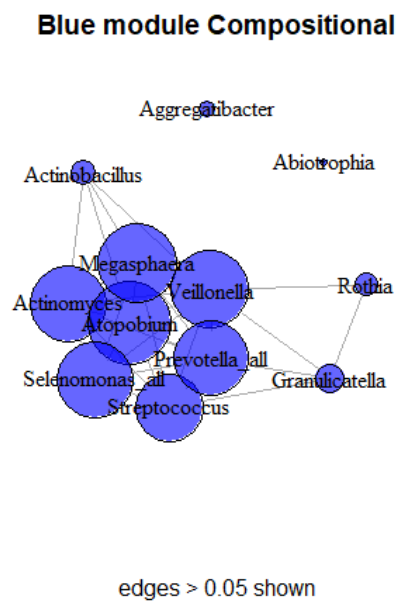 Blue module Compositional
Aggregatibacter
Abiotrophia
Actinobacillus
Megasphaera
Veillonella
Rothia
Actinomyces
Atopobium
Prevotella_all
Selenomonas_all
Granulicatella
Streptococcus
edges > 0.05 shown